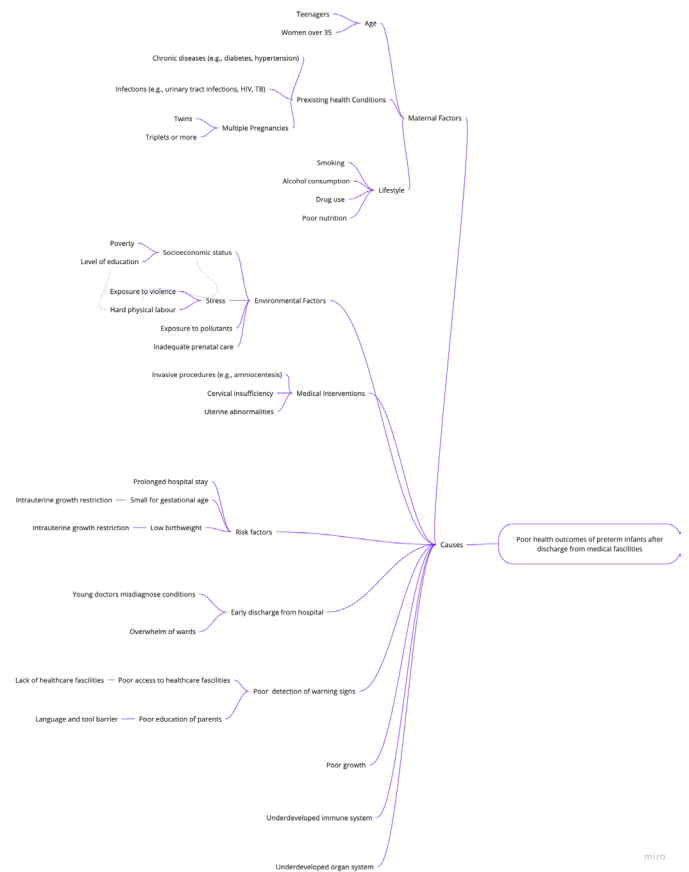 Teenagers
Age
Women over 35
Chronic diseases (e.g., diabetes, hypertension)
Infections (e.g., urinary tract infections, HIV, TB)
Prexisting health Conditions
Twins
Multiple Pregnancies
Triplets or more
Maternal Factors
Smoking
Alcohol consumption
Lifestyle
Drug use
Poor nutrition
Poverty
Socioeconomic status
Level of education
Exposure to violence
Stress
Hard physical labour
Environmental Factors
Exposure to pollutants
Inadequate prenatal care
Invasive procedures (e.g., amniocentesis)
Cervical insufficiency
Medical Interventions
Uterine abnormalities
Prolonged hospital stay
Intrauterine growth restriction
Small for gestational age
Intrauterine growth restriction
Low birthweight
Risk factors
Causes
Poor health outcomes of preterm infants after
discharge from medical fascilities
Young doctors misdiagnose conditions
Early discharge from hospital
Overwhelm of wards
Lack of healthcare fascilities
Poor access to healthcare fascilities
Poor detection of warning signs
Language and tool barrier
Poor education of parents
Poor growth
Underdeveloped immune system
Underdeveloped organ system
miro